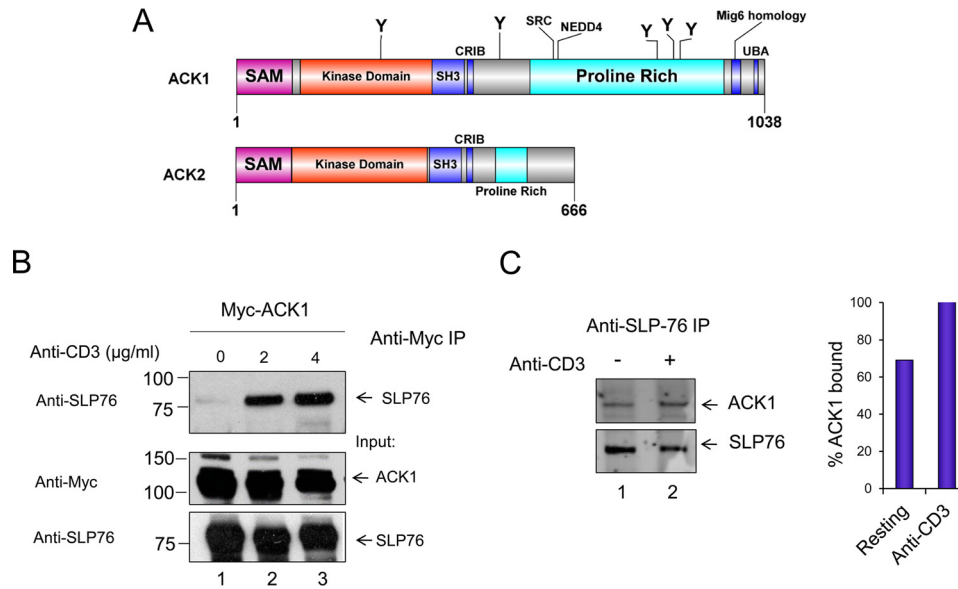 A
Y
Y
SRC
NEDD4
Y
Y
Y
Mig6 homology
CRIB
UBA
ACK1
SAM
Kinase Domain
SH3
Proline Rich
1
1038
CRIB
ACK2
SAM
Kinase Domain
SH3
Proline Rich
1
666
B
Myc-ACK1
Anti-Myc IP
Anti-CD3 (µg/ml)
0
2
4
Anti-SLP76
100
75
SLP76
Input:
Anti-Myc
150
100
ACK1
Anti-SLP76
75
SLP76
1
2
3
C
Anti-SLP-76 IP
Anti-CD3
-
+
ACK1
SLP76
1
2
% ACK1 bound
100
80
60
40
20
0
Resting
Anti-CD3